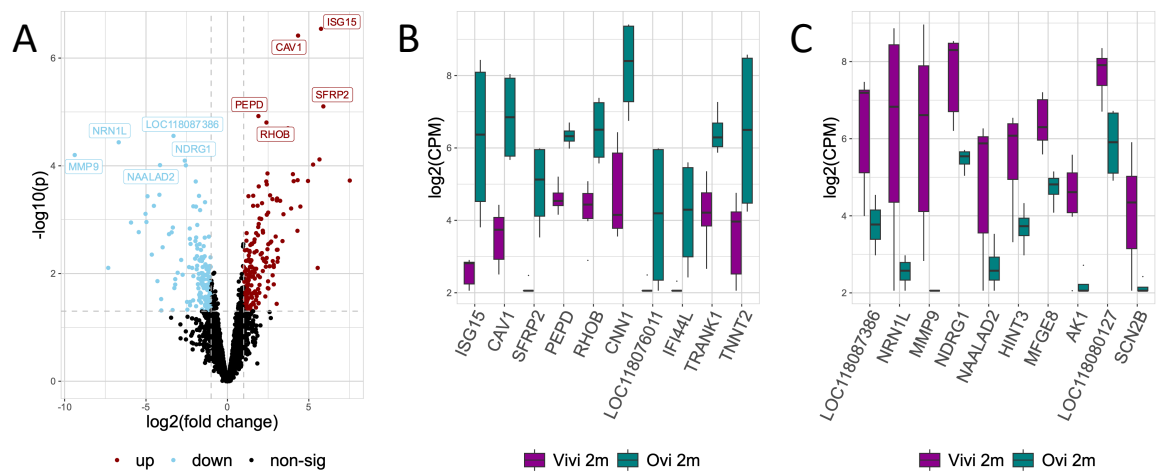 A
ISG15
CAV1
SFRP2
PEPD
RHOB
LOC118087386
NRN1L
NDRG1
MMP9
NAALAD2
-log10(p)
6
4
2
0
-10
-5
0
5
log2(fold change)
up
down
non-sig
B
log2(CPM)
8
6
4
2
ISG15
CAV1
SFRP2
PEPD
RHOB
CNN1
LOC118076011
IFI44L
TRANK1
TNNT2
Vivi 2m
Ovi 2m
C
log2(CPM)
8
6
4
2
LOC118087386
NRN1L
MMP9
NDRG1
NAALAD2
HINT3
MFGE8
AK1
LOC118080127
SCN2B
Vivi 2m
Ovi 2m